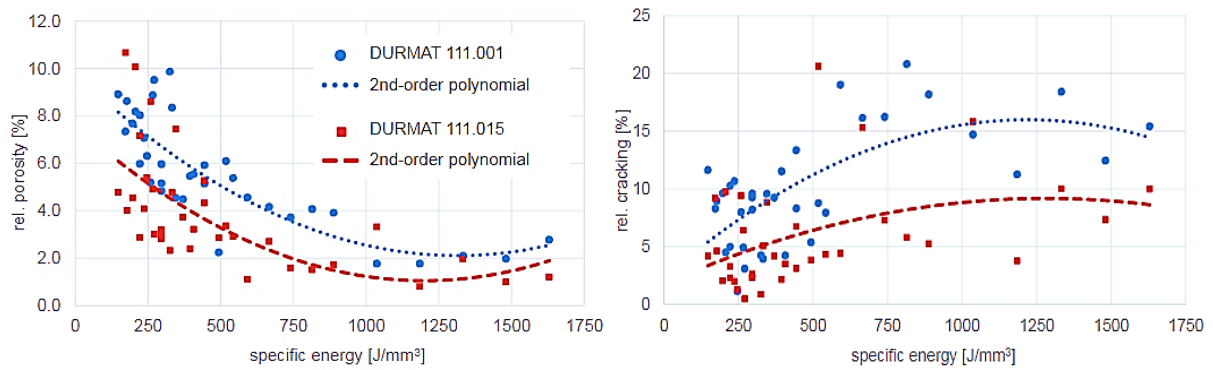 12.0
10.0
8.0
6.0
4.0
2.0
0.0
rel. porosity [%]
0 250 500 750 1000 1250 1500 1750
specific energy [J/mm³]
DURMAT 111.001
2nd-order polynomial
DURMAT 111.015
2nd-order polynomial
25
20
15
10
5
0
rel. cracking [%]
0 250 500 750 1000 1250 1500 1750
specific energy [J/mm³]